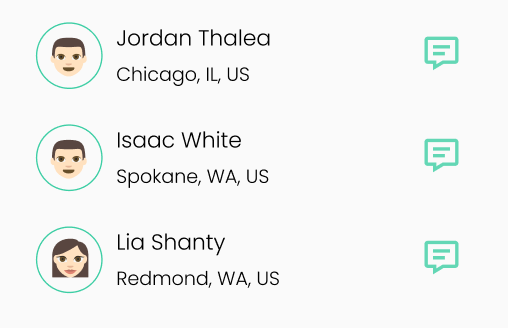 Jordan Thalea
Chicago, IL, US
Isaac White
Spokane, WA, US
Lia Shanty
Redmond, WA, US